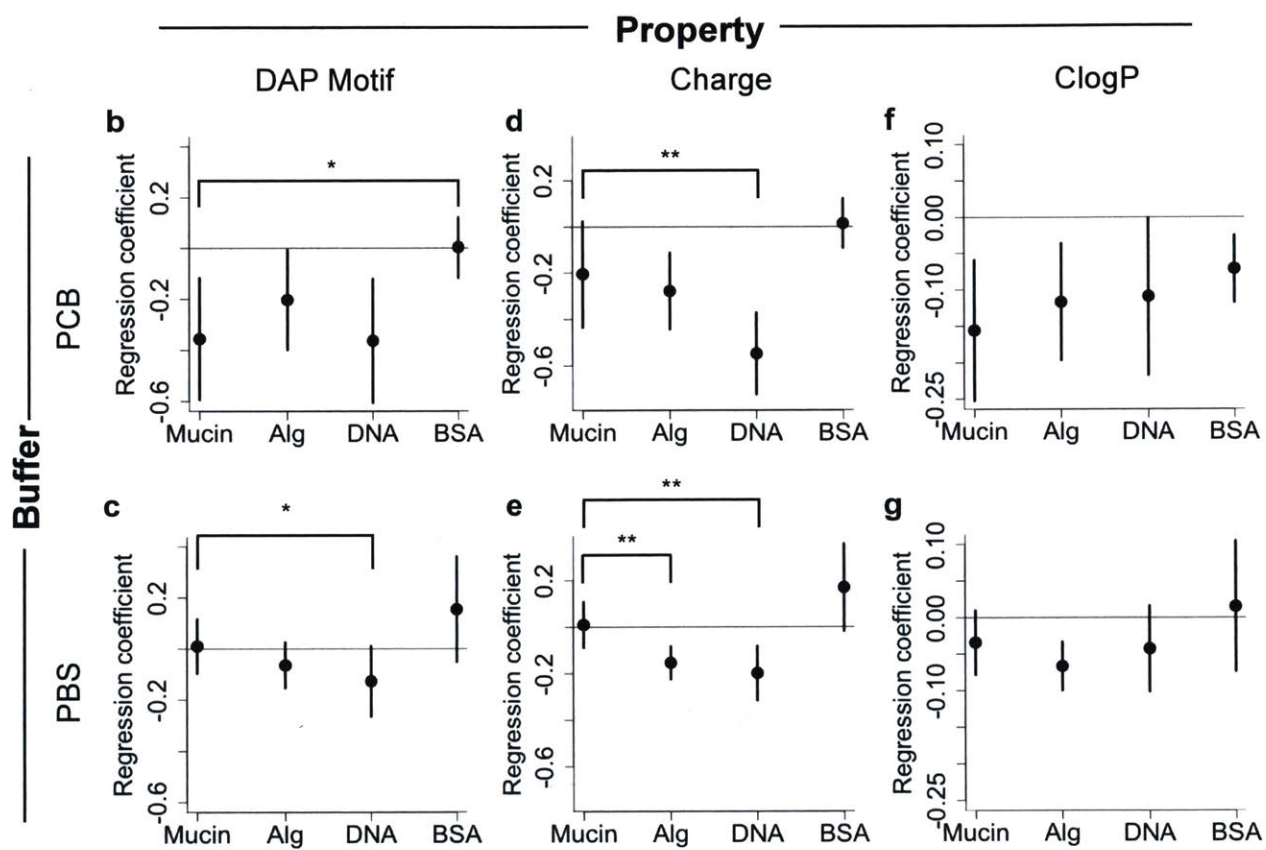 Property
DAP Motif
Charge
ClogP
Buffer
PCB
PBS
b
*
Regression coefficient
0.2
-0.2
-0.6
Mucin Alg DNA BSA
d
**
Regression coefficient
0.2
-0.2
-0.6
Mucin Alg DNA BSA
f
Regression coefficient
0.10
0.00
-0.10
-0.25
Mucin Alg DNA BSA
c
*
Regression coefficient
0.2
-0.2
-0.6
Mucin Alg DNA BSA
e
**
**
Regression coefficient
0.2
-0.2
-0.6
Mucin Alg DNA BSA
g
Regression coefficient
0.10
0.00
-0.10
-0.25
Mucin Alg DNA BSA